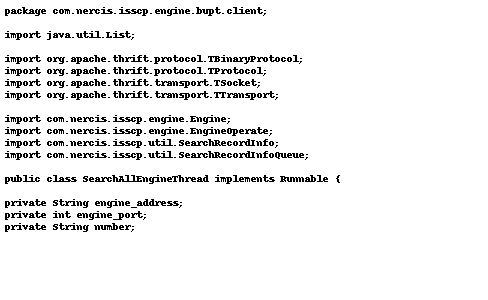 package com.nercis.isscp.engine.bupt.client;
import java.util.List;
import org.apache.thrift.protocol.TBinaryProtocol;
import org.apache.thrift.protocol.TProtocol;
import org.apache.thrift.transport.TSocket;
import org.apache.thrift.transport.TTransport;
import com.nercis.isscp.engine.Engine;
import com.nercis.isscp.engine.EngineOperate;
import com.nercis.isscp.util.SearchRecordInfo;
import com.nercis.isscp.util.SearchRecordInfoQueue;
public class SearchAllEngineThread implements Runnable {
private String engine_address;
private int engine_port;
private String number;